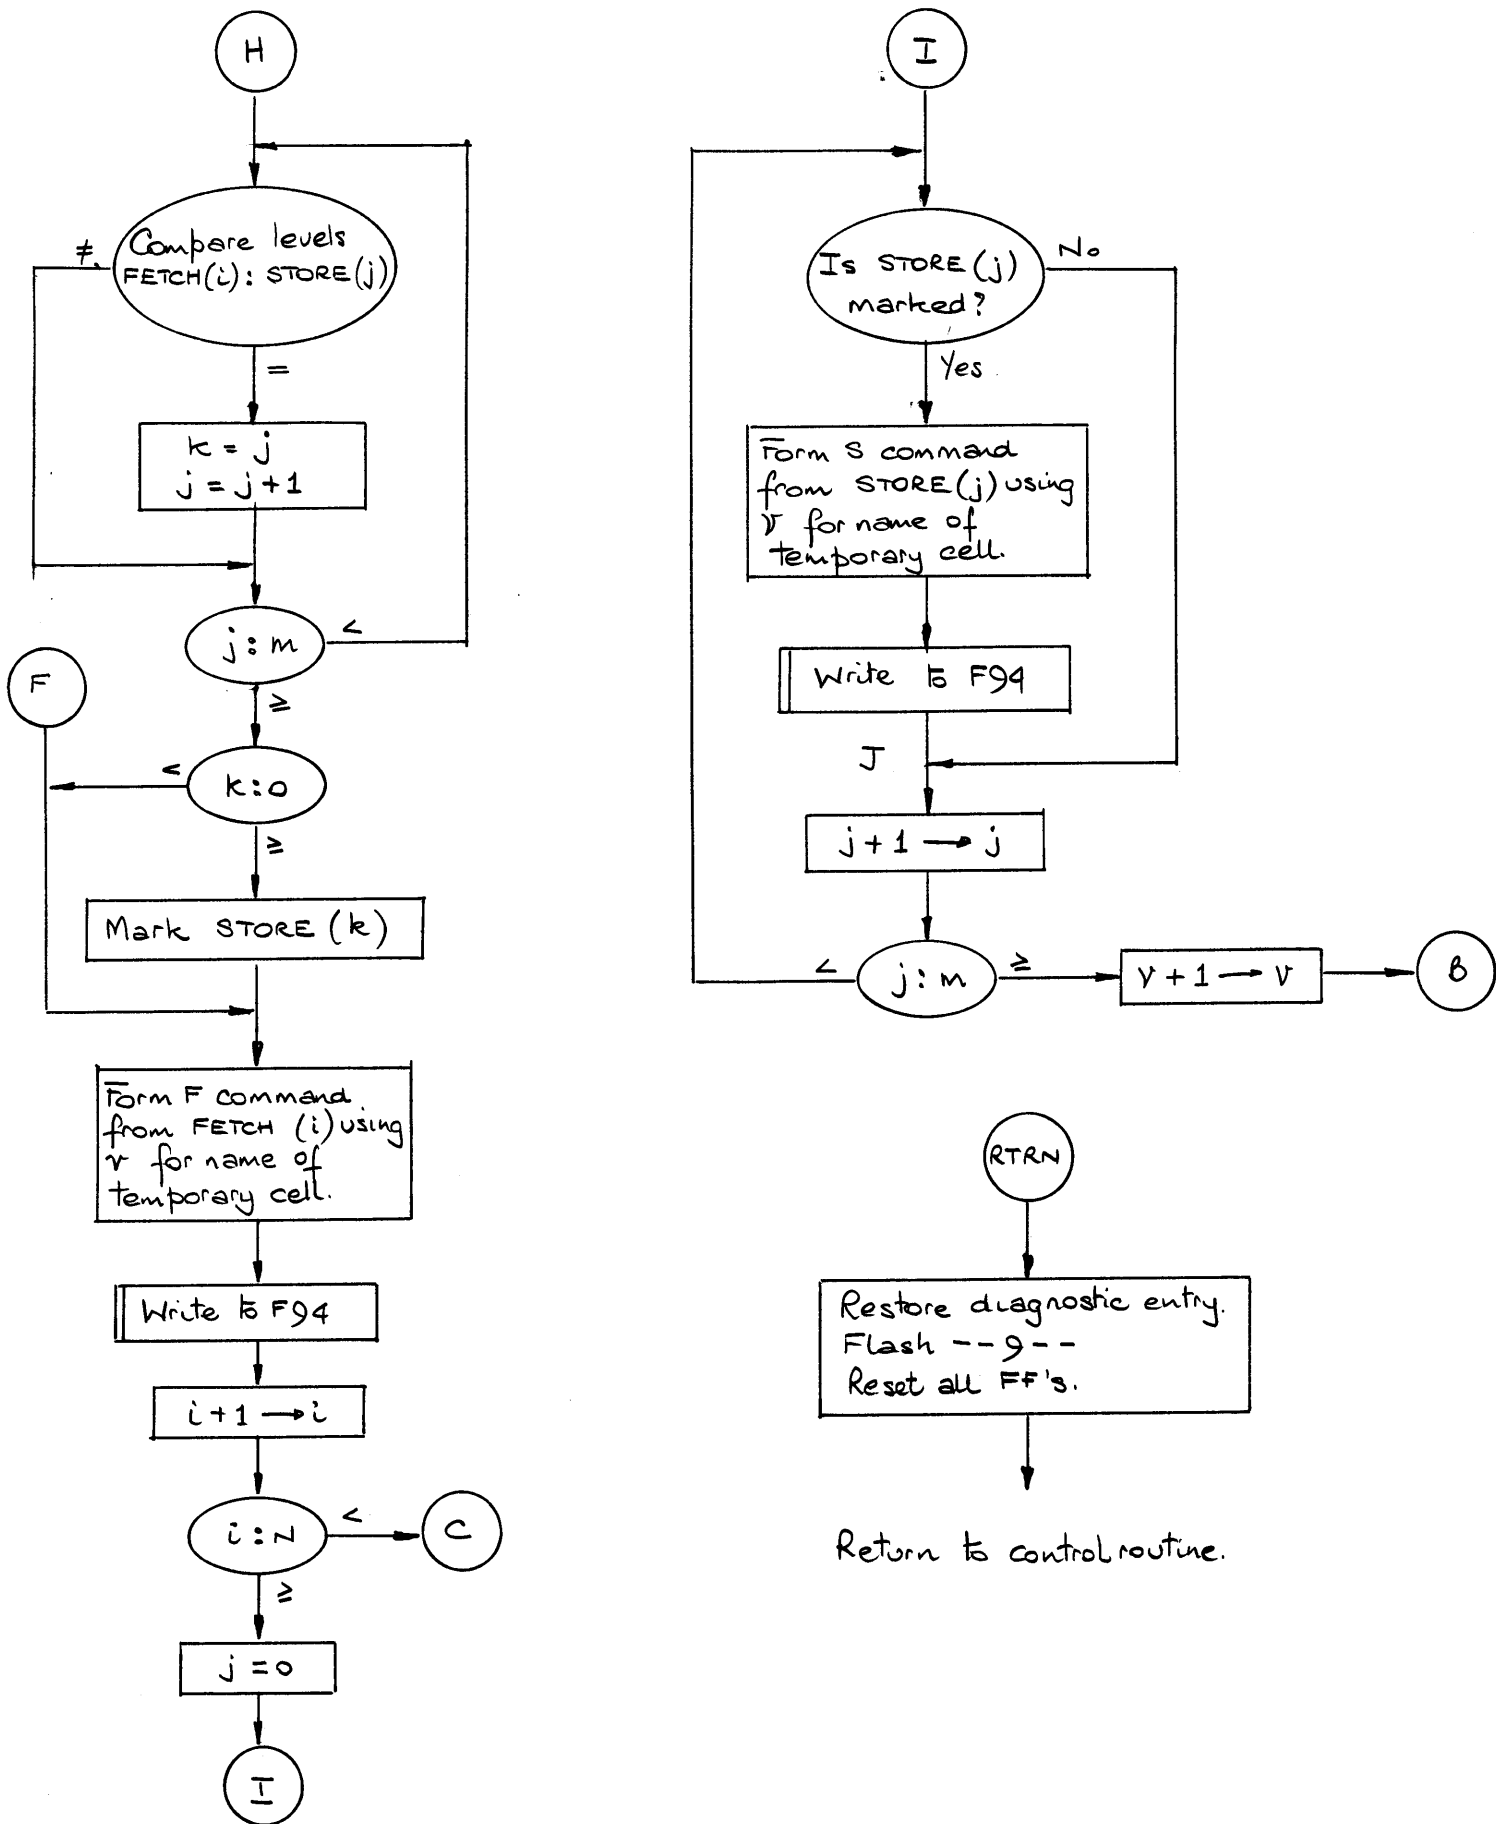 H
Compare levels
FETCH(i): STORE(j)
≠
=
k = j
j = j+1
j : m
<
≥
F
k : 0
<
≥
Mark STORE (k)
Form F command
from FETCH (i) using
ν for name of
temporary cell.
Write to F94
i + 1 → i
i : N
<
C
≥
j = 0
I
I
Is STORE (j)
marked?
No
Yes
Form S command
from STORE (j) using
ν for name of
temporary cell.
Write to F94
J
j + 1 → j
j : m
<
≥
ν + 1 → ν
B
RTRN
Restore diagnostic entry.
Flash --9--
Reset all FF's.
Return to control routine.